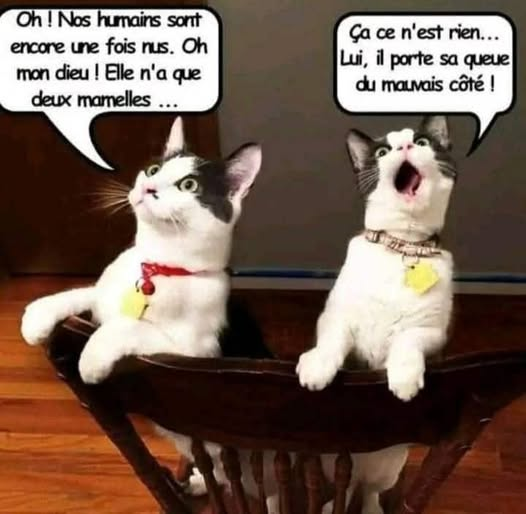 Oh ! Nos humains sont
encore une fois nus. Oh
mon dieu ! Elle n'a que
deux mamelles ...
Ça ce n'est rien...
Lui, il porte sa queue
du mauvais côté !